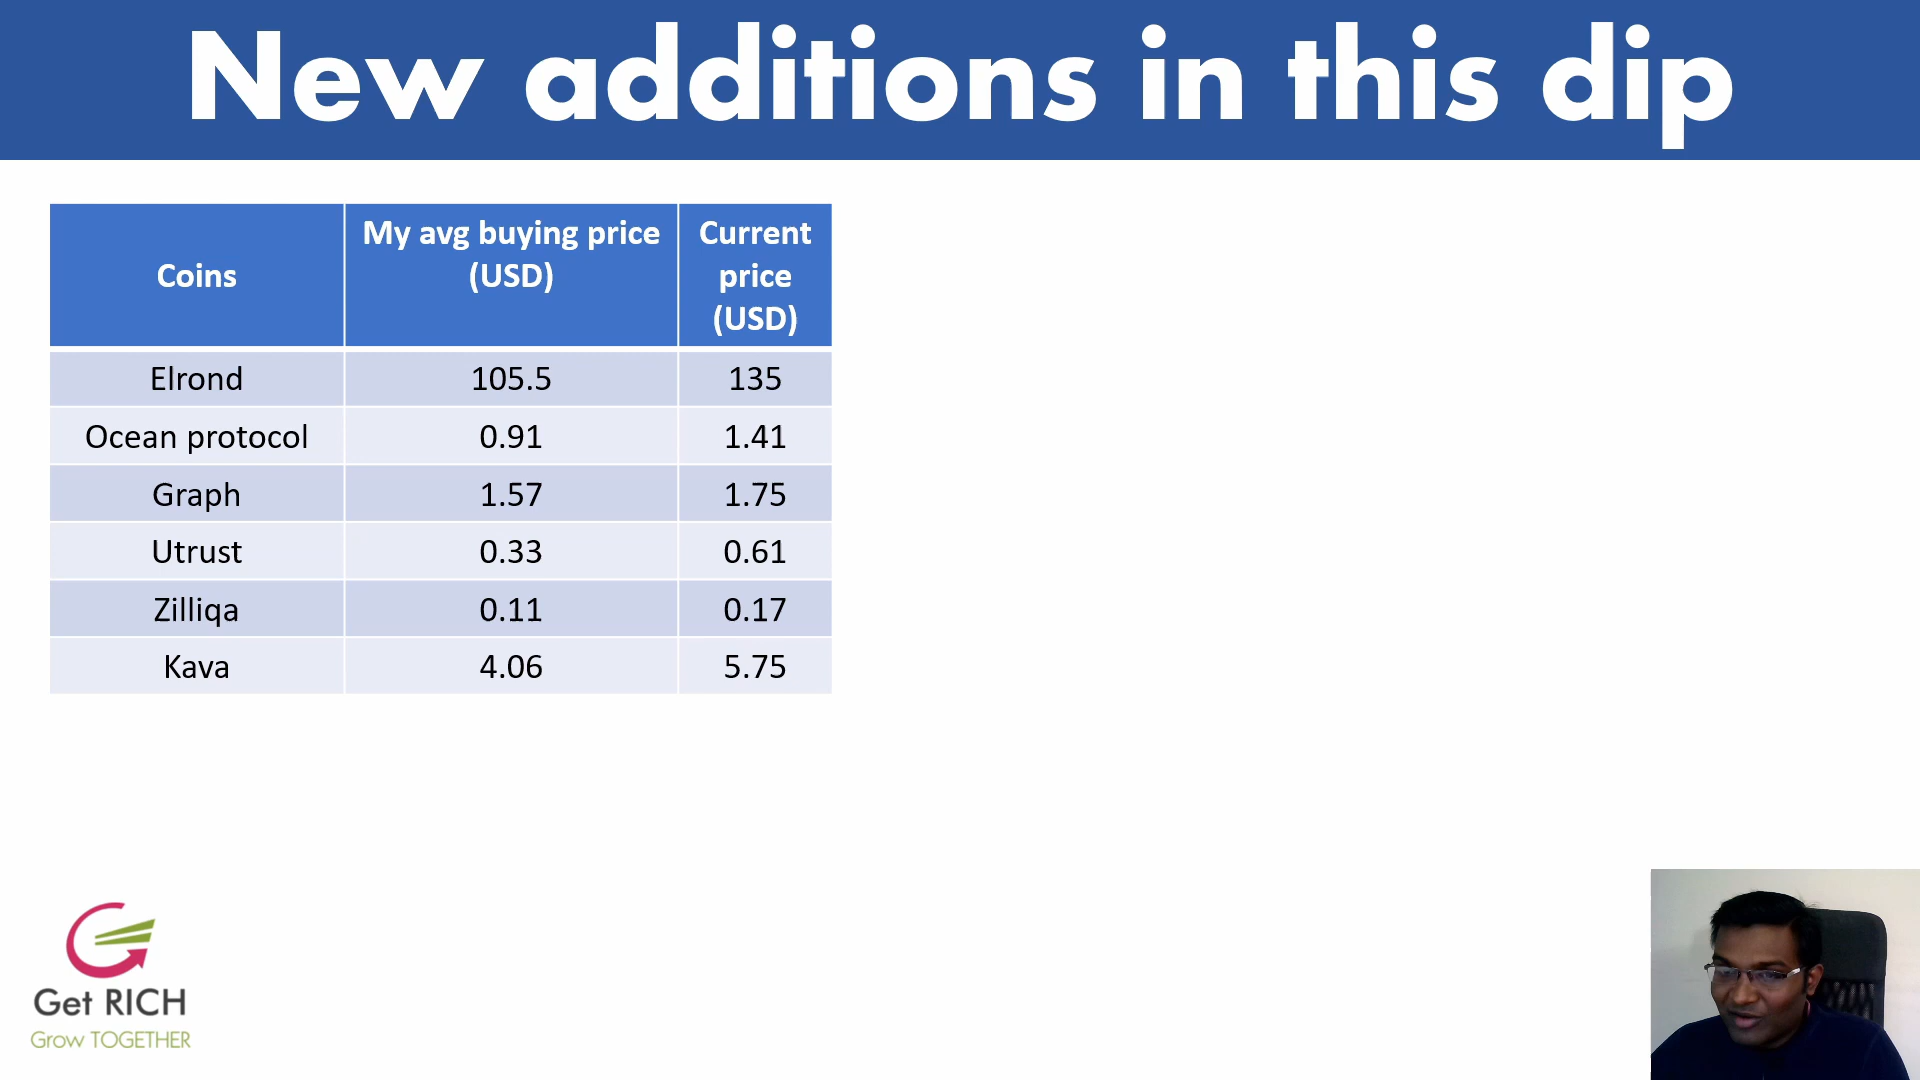 New additions in this dip
Coins
My avg buying price
(USD)
Current
price
(USD)
Elrond 105.5 135
Ocean protocol 0.91 1.41
Graph 1.57 1.75
Utrust 0.33 0.61
Zilliqa 0.11 0.17
Kava 4.06 5.75
Get RICH
Grow TOGETHER